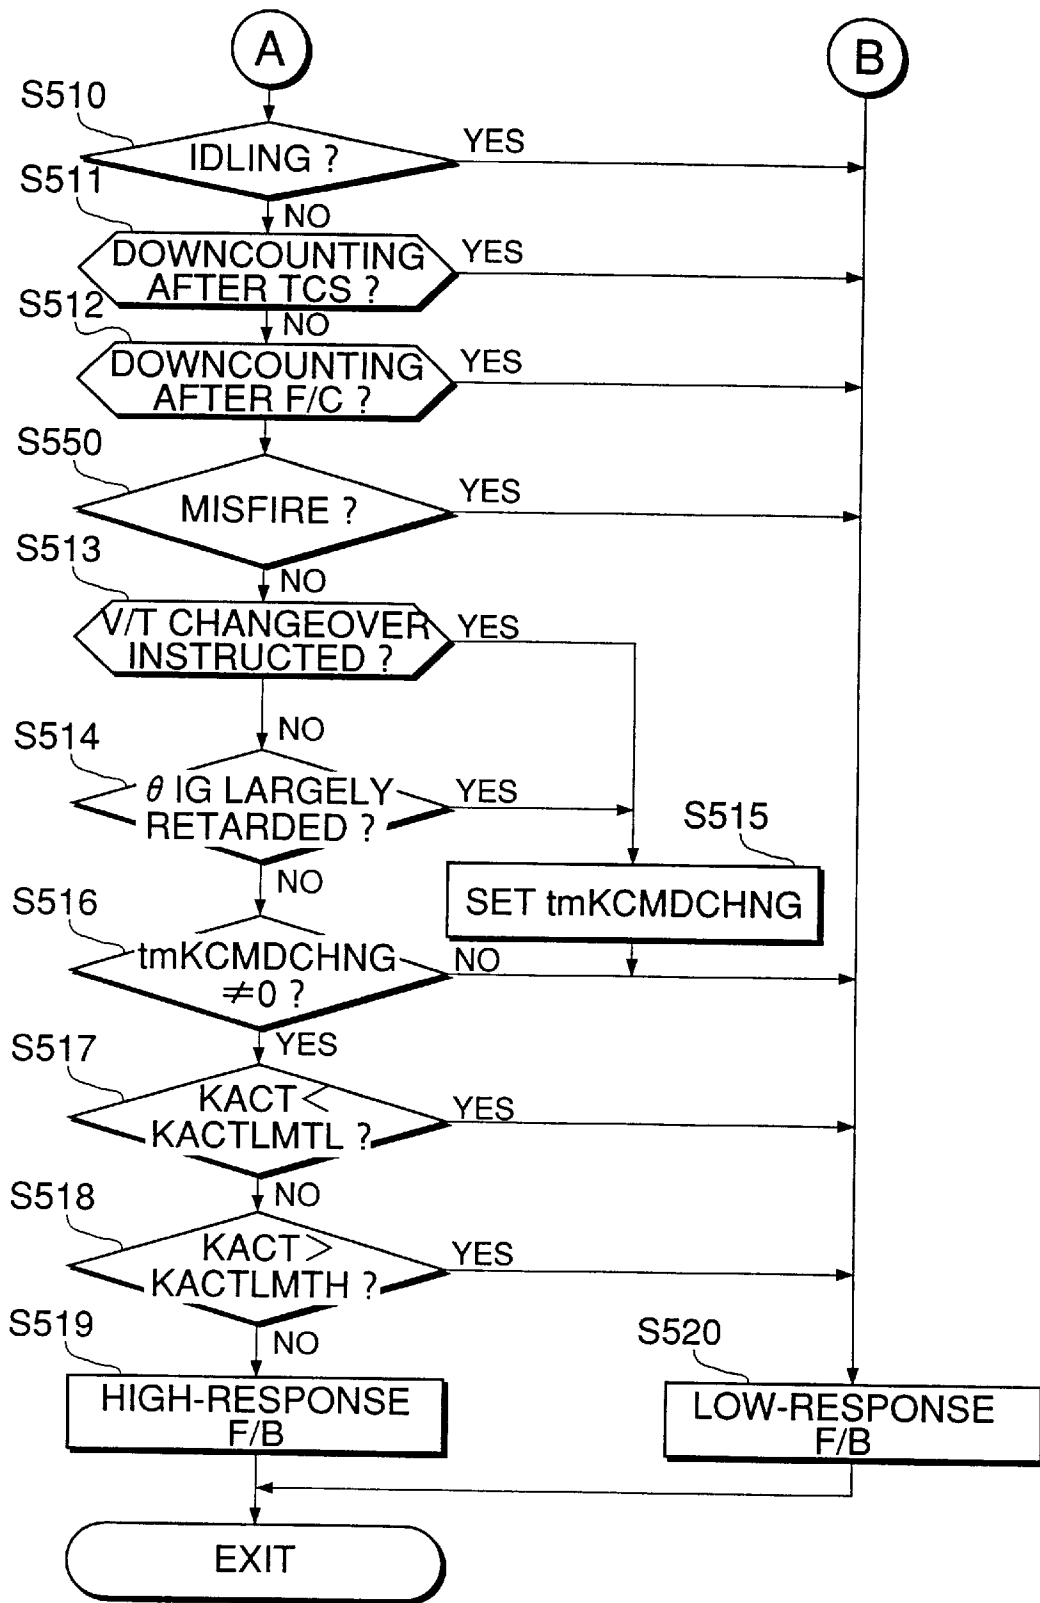 A
B
S510
IDLING ?
YES
NO
S511
DOWNCOUNTING
AFTER TCS ?
YES
NO
S512
DOWNCOUNTING
AFTER F/C ?
YES
S550
MISFIRE ?
YES
NO
S513
V/T CHANGEOVER
INSTRUCTED ?
YES
NO
S514
θ IG LARGELY
RETARDED ?
YES
NO
S515
SET tmKCMDCHNG
S516
tmKCMDCHNG
≠0 ?
NO
YES
S517
KACT<
KACTLMTL ?
YES
NO
S518
KACT>
KACTLMTH ?
YES
NO
S519
HIGH-RESPONSE
F/B
S520
LOW-RESPONSE
F/B
EXIT